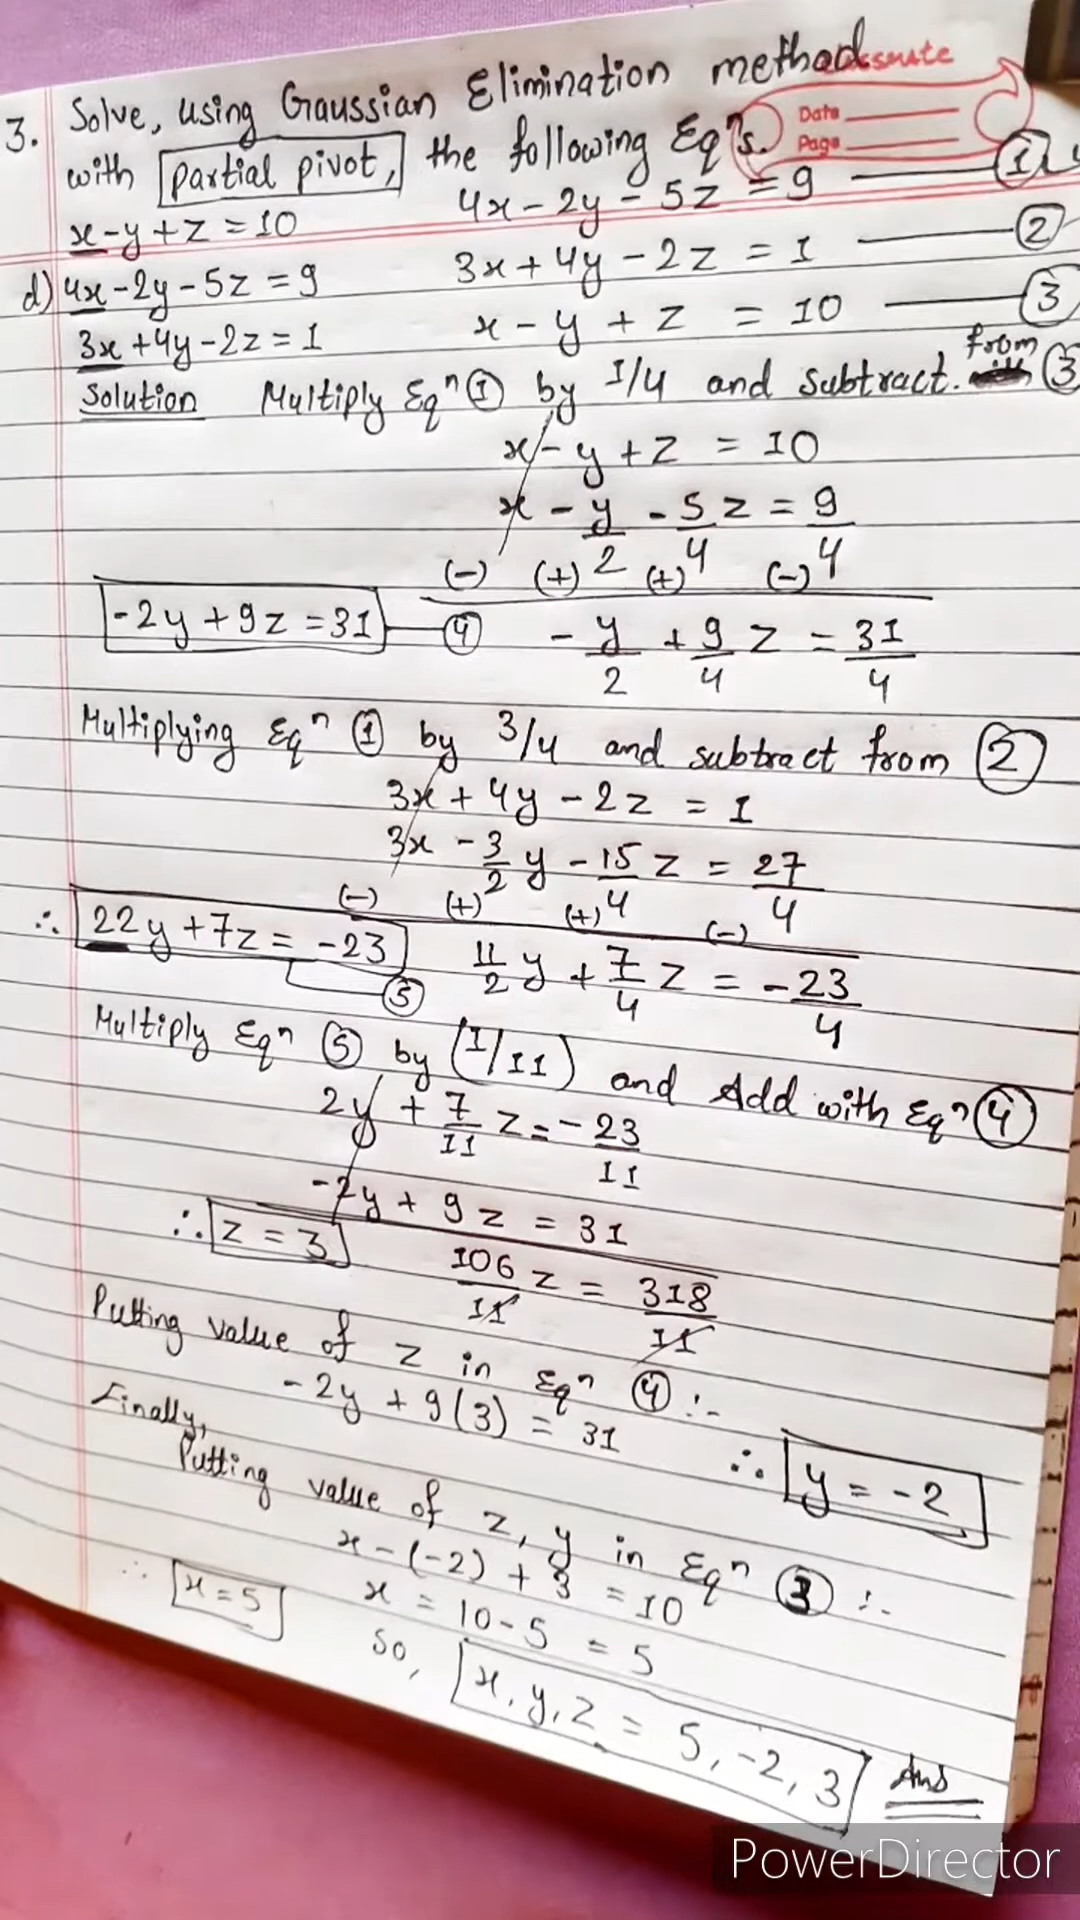 3. Solve, using Gaussian Elimination method
with partial pivot, the following Eqⁿs.
Date
Page
x-y+z=10
d) 4x-2y-5z=9
3x+4y-2z=1
4x-2y-5z=9 ① 
3x+4y-2z=1 ②
x-y+z=10 ③
Solution Multiply Eqⁿ ① by 1/4 and subtract. from ③
x-y+z=10
x - y/2 - 5/4 z = 9/4
(-) (+) (+) (-)
-2y+9z=31 ④ -y/2 + 9/4 z = 31/4
Multiplying Eqⁿ ① by 3/4 and subtract from ②
3x+4y-2z=1
3x - 3/2 y - 15/4 z = 27/4
(-) (+) (+) (-)
∴ 22y+7z=-23 ⑤ 11/2 y + 7/4 z = -23/4
Multiply Eqⁿ ⑤ by (1/11) and Add with Eqⁿ ④
2y + 7/11 z = -23/11
-2y+9z=31
∴ z=3 106/11 z = 318/11
Putting value of z in Eqⁿ ④ :-
-2y+9(3)=31 ∴ y=-2
Finally,
Putting value of z, y in Eqⁿ ③ :-
x-(-2)+3=10
∴ x=5 x=10-5=5
So, x,y,z = 5,-2,3 Ans
PowerDirector